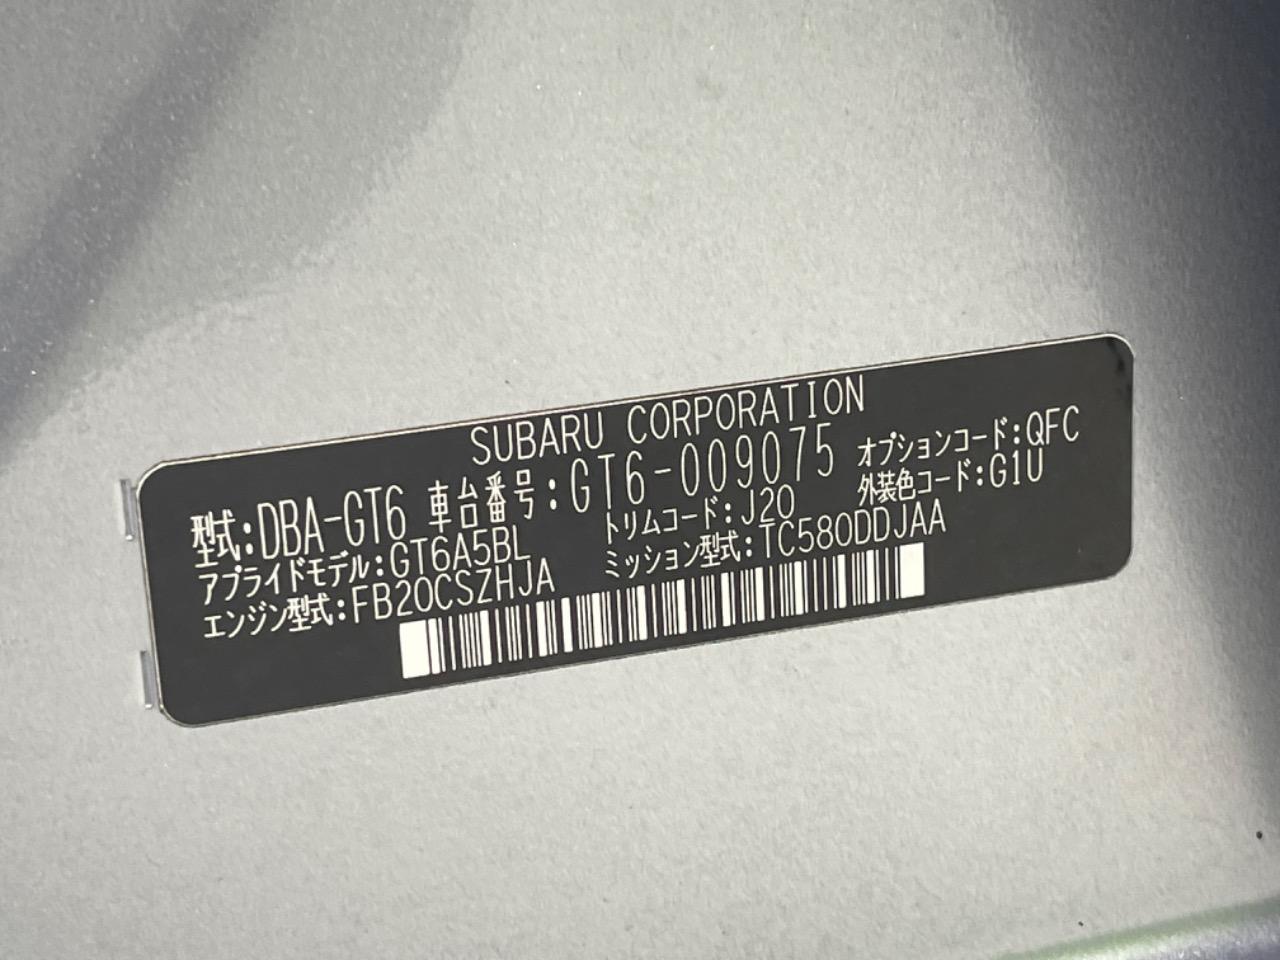 SUBARU CORPORATION
型式:DBA-GT6 車台番号:GT6-009075 オプションコード:QFC
アプライドモデル:GT6A5BL トリムコード:J20 外装色コード:G1U
エンジン型式:FB20CSZHJA ミッション型式:TC580DDJAA